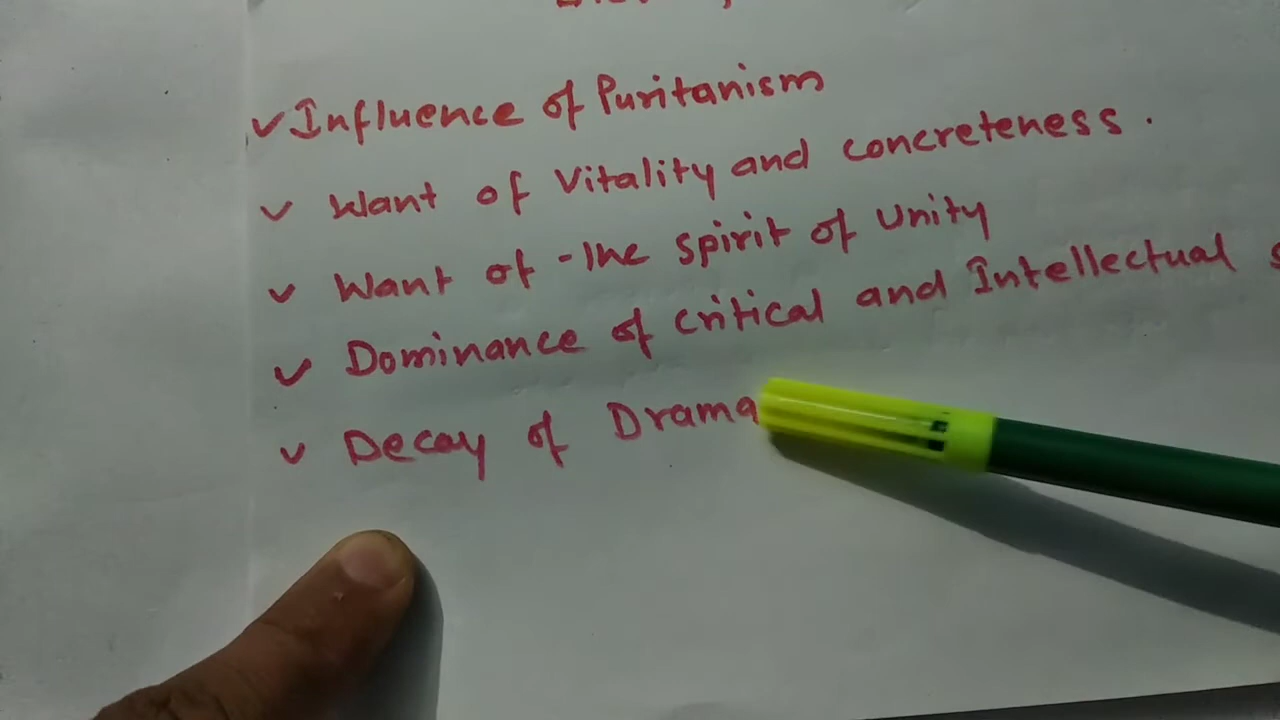 Influence of Puritanism
Want of Vitality and concreteness.
Want of the spirit of Unity
Dominance of critical and Intellectual
Decay of Drama